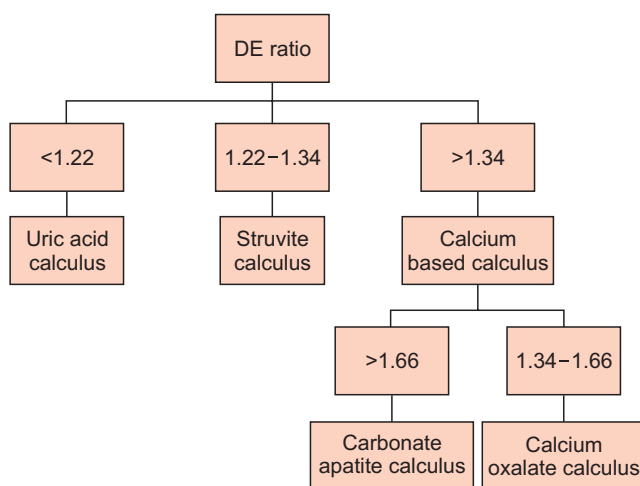 DE ratio
<1.22
1.22–1.34
>1.34
Uric acid
calculus
Struvite
calculus
Calcium
based calculus
>1.66
1.34–1.66
Carbonate
apatite calculus
Calcium
oxalate calculus